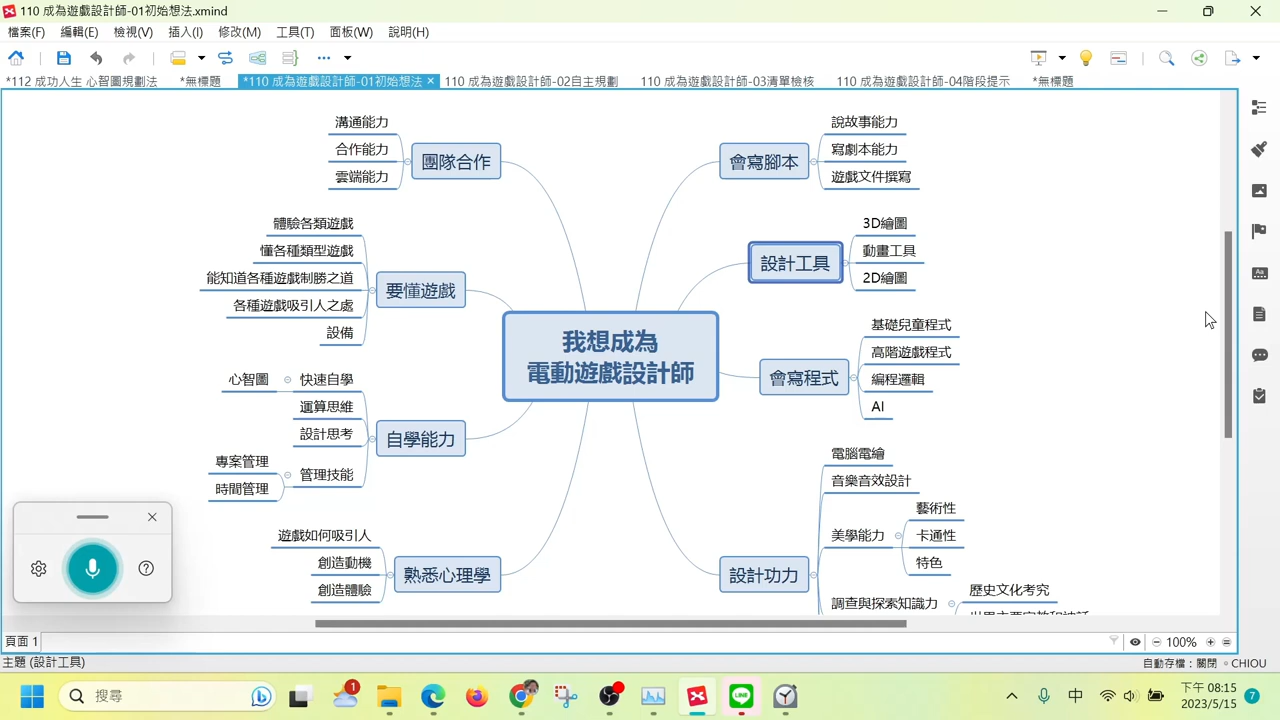 110 成為遊戲設計師-01初始想法.xmind
檔案(F) 編輯(E) 檢視(V) 插入(I) 修改(M) 工具(T) 面板(W) 說明(H)
*112 成功人生 心智圖規劃法 *無標題 *110 成為遊戲設計師-01初始想法 110 成為遊戲設計師-02自主規劃 110 成為遊戲設計師-03清單檢核 110 成為遊戲設計師-04階段提示 *無標題
我想成為
電動遊戲設計師
會寫腳本
說故事能力
寫劇本能力
遊戲文件撰寫
設計工具
3D繪圖
動畫工具
2D繪圖
會寫程式
基礎兒童程式
高階遊戲程式
編程邏輯
AI
設計功力
電腦電繪
音樂音效設計
美學能力
藝術性
卡通性
特色
調查與探索知識力
歷史文化考究
團隊合作
溝通能力
合作能力
雲端能力
要懂遊戲
體驗各類遊戲
懂各種類型遊戲
能知道各種遊戲制勝之道
各種遊戲吸引人之處
設備
自學能力
快速自學
心智圖
運算思維
設計思考
管理技能
專案管理
時間管理
熟悉心理學
遊戲如何吸引人
創造動機
創造體驗
頁面 1
100%
主題 (設計工具)
自動存檔：關閉 CHIOU
搜尋
1
中
下午 08:15
2023/5/15
7